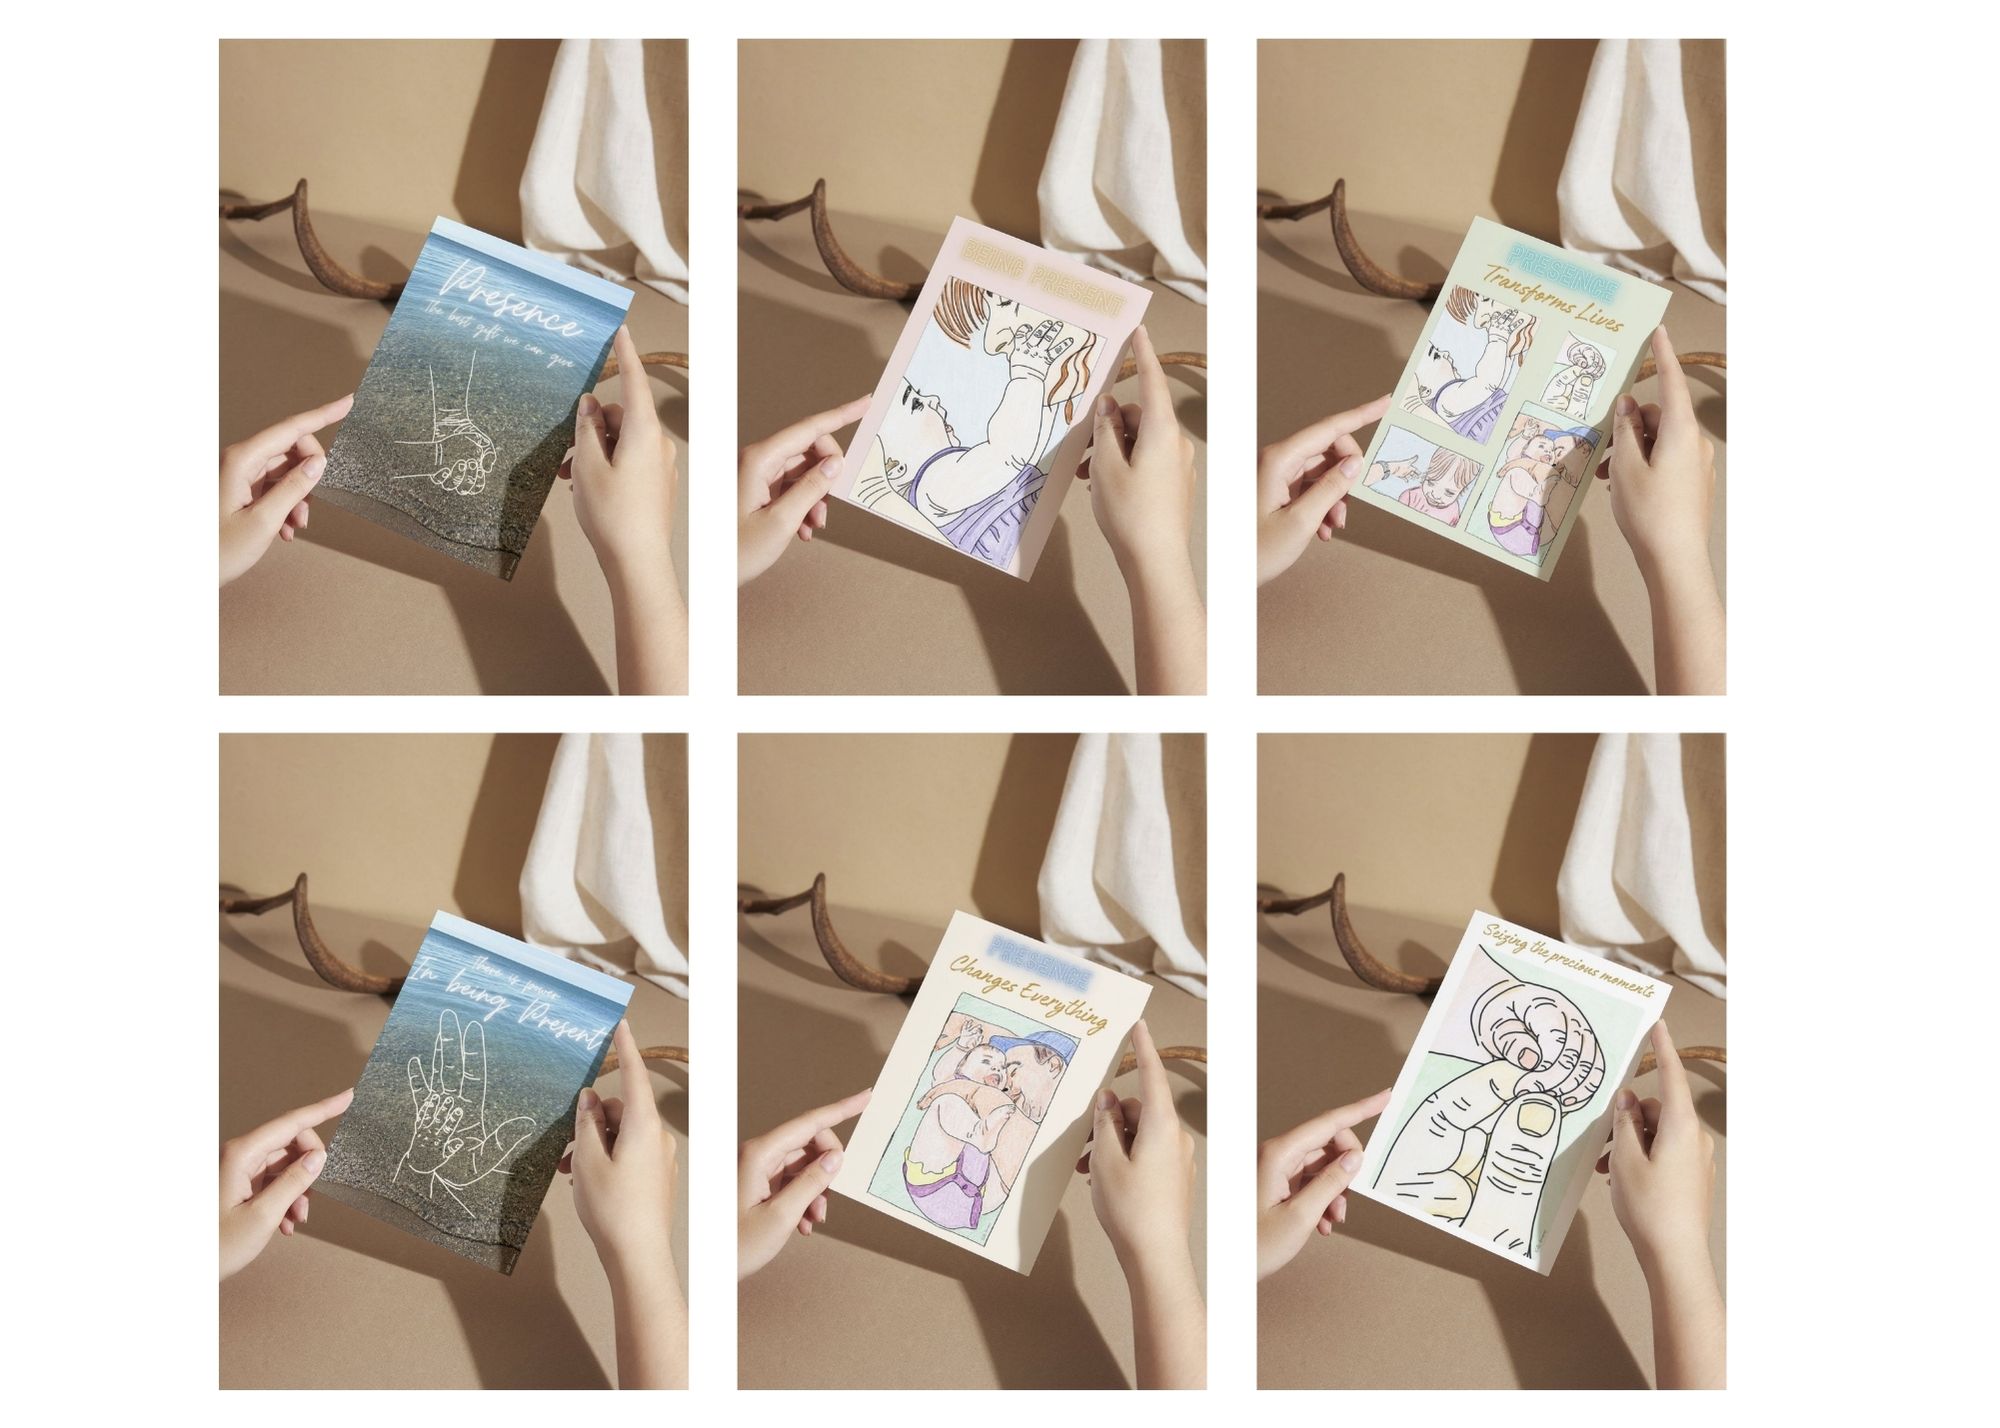 Presence
The best gift we can give
BEING PRESENT
PRESENCE
Transforms Lives
There is power
In being Present
PRESENCE
Changes Everything
Seizing the precious moments